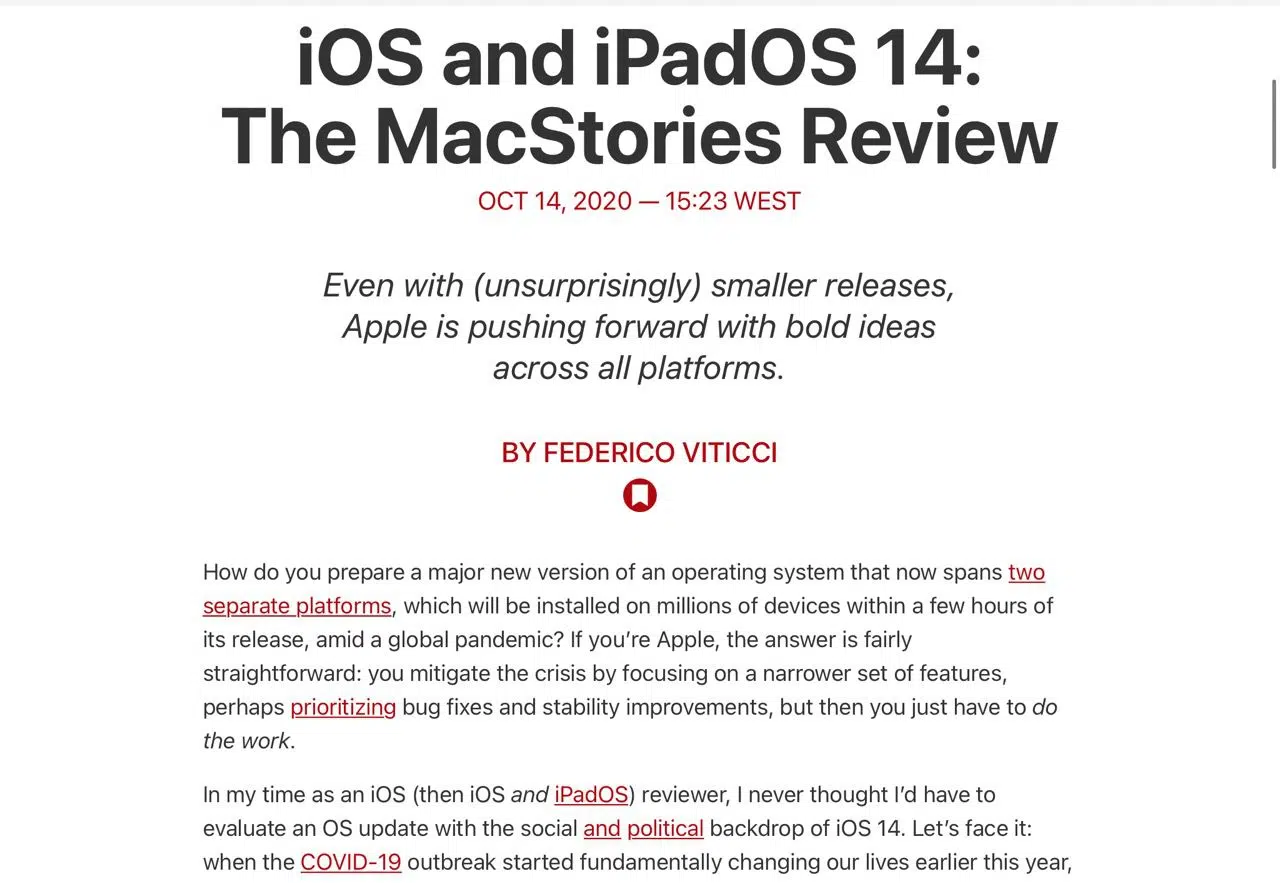 iOS and iPadOS 14:
The MacStories Review
OCT 14, 2020 — 15:23 WEST
Even with (unsurprisingly) smaller releases,
Apple is pushing forward with bold ideas
across all platforms.
BY FEDERICO VITICCI
How do you prepare a major new version of an operating system that now spans two
separate platforms, which will be installed on millions of devices within a few hours of
its release, amid a global pandemic? If you’re Apple, the answer is fairly
straightforward: you mitigate the crisis by focusing on a narrower set of features,
perhaps prioritizing bug fixes and stability improvements, but then you just have to do
the work.
In my time as an iOS (then iOS and iPadOS) reviewer, I never thought I’d have to
evaluate an OS update with the social and political backdrop of iOS 14. Let’s face it:
when the COVID-19 outbreak started fundamentally changing our lives earlier this year,